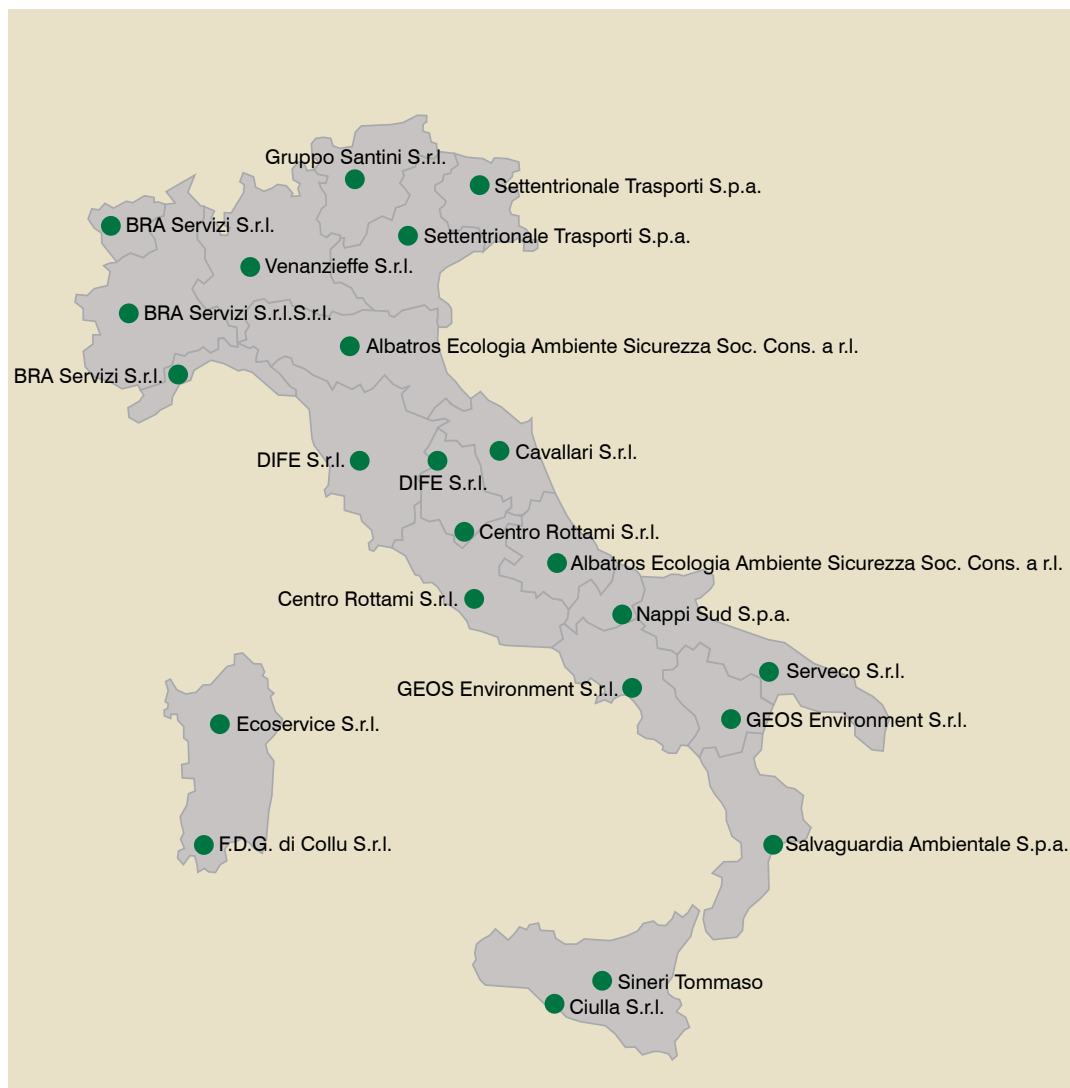 Gruppo Santini S.r.l.
Settentrionale Trasporti S.p.a.
BRA Servizi S.r.l.
Settentrionale Trasporti S.p.a.
Venanzieffe S.r.l.
BRA Servizi S.r.l.S.r.l.
Albatros Ecologia Ambiente Sicurezza Soc. Cons. a r.l.
BRA Servizi S.r.l.
Cavallari S.r.l.
DIFE S.r.l.
DIFE S.r.l.
Centro Rottami S.r.l.
Albatros Ecologia Ambiente Sicurezza Soc. Cons. a r.l.
Centro Rottami S.r.l.
Nappi Sud S.p.a.
Serveco S.r.l.
GEOS Environment S.r.l.
GEOS Environment S.r.l.
Ecoservice S.r.l.
F.D.G. di Collu S.r.l.
Salvaguardia Ambientale S.p.a.
Sineri Tommaso
Ciulla S.r.l.